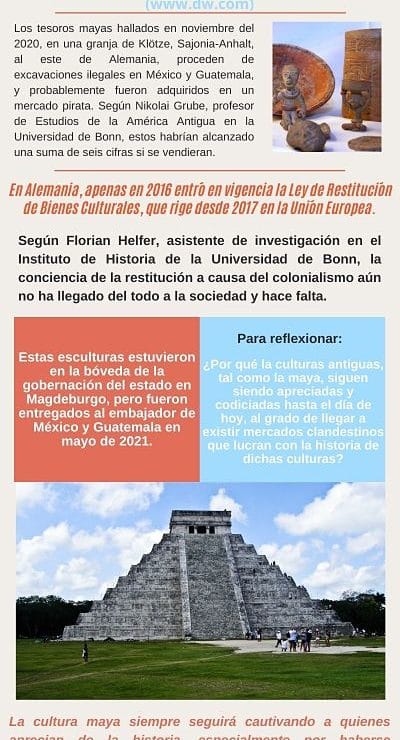 (www.dw.com)
Los tesoros mayas hallados en noviembre del
2020, en una granja de Klötze, Sajonia-Anhalt,
al este de Alemania, proceden de
excavaciones ilegales en México y Guatemala,
y probablemente fueron adquiridos en un
mercado pirata. Según Nikolai Grube, profesor
de Estudios de la América Antigua en la
Universidad de Bonn, estos habrían alcanzado
una suma de seis cifras si se vendieran.
En Alemania, apenas en 2016 entró en vigencia la Ley de Restitución
de Bienes Culturales, que rige desde 2017 en la Unión Europea.
Según Florian Helfer, asistente de investigación en el
Instituto de Historia de la Universidad de Bonn, la
conciencia de la restitución a causa del colonialismo aún
no ha llegado del todo a la sociedad y hace falta.
Estas esculturas estuvieron
en la bóveda de la
gobernación del estado en
Magdeburgo, pero fueron
entregados al embajador de
México y Guatemala en
mayo de 2021.
Para reflexionar:
¿Por qué la culturas antiguas,
tal como la maya, siguen
siendo apreciadas y
codiciadas hasta el día de
hoy, al grado de llegar a
existir mercados clandestinos
que lucran con la historia de
dichas culturas?
La cultura maya siempre seguirá cautivando a quienes
aprecian de la historia, especialmente por haberse